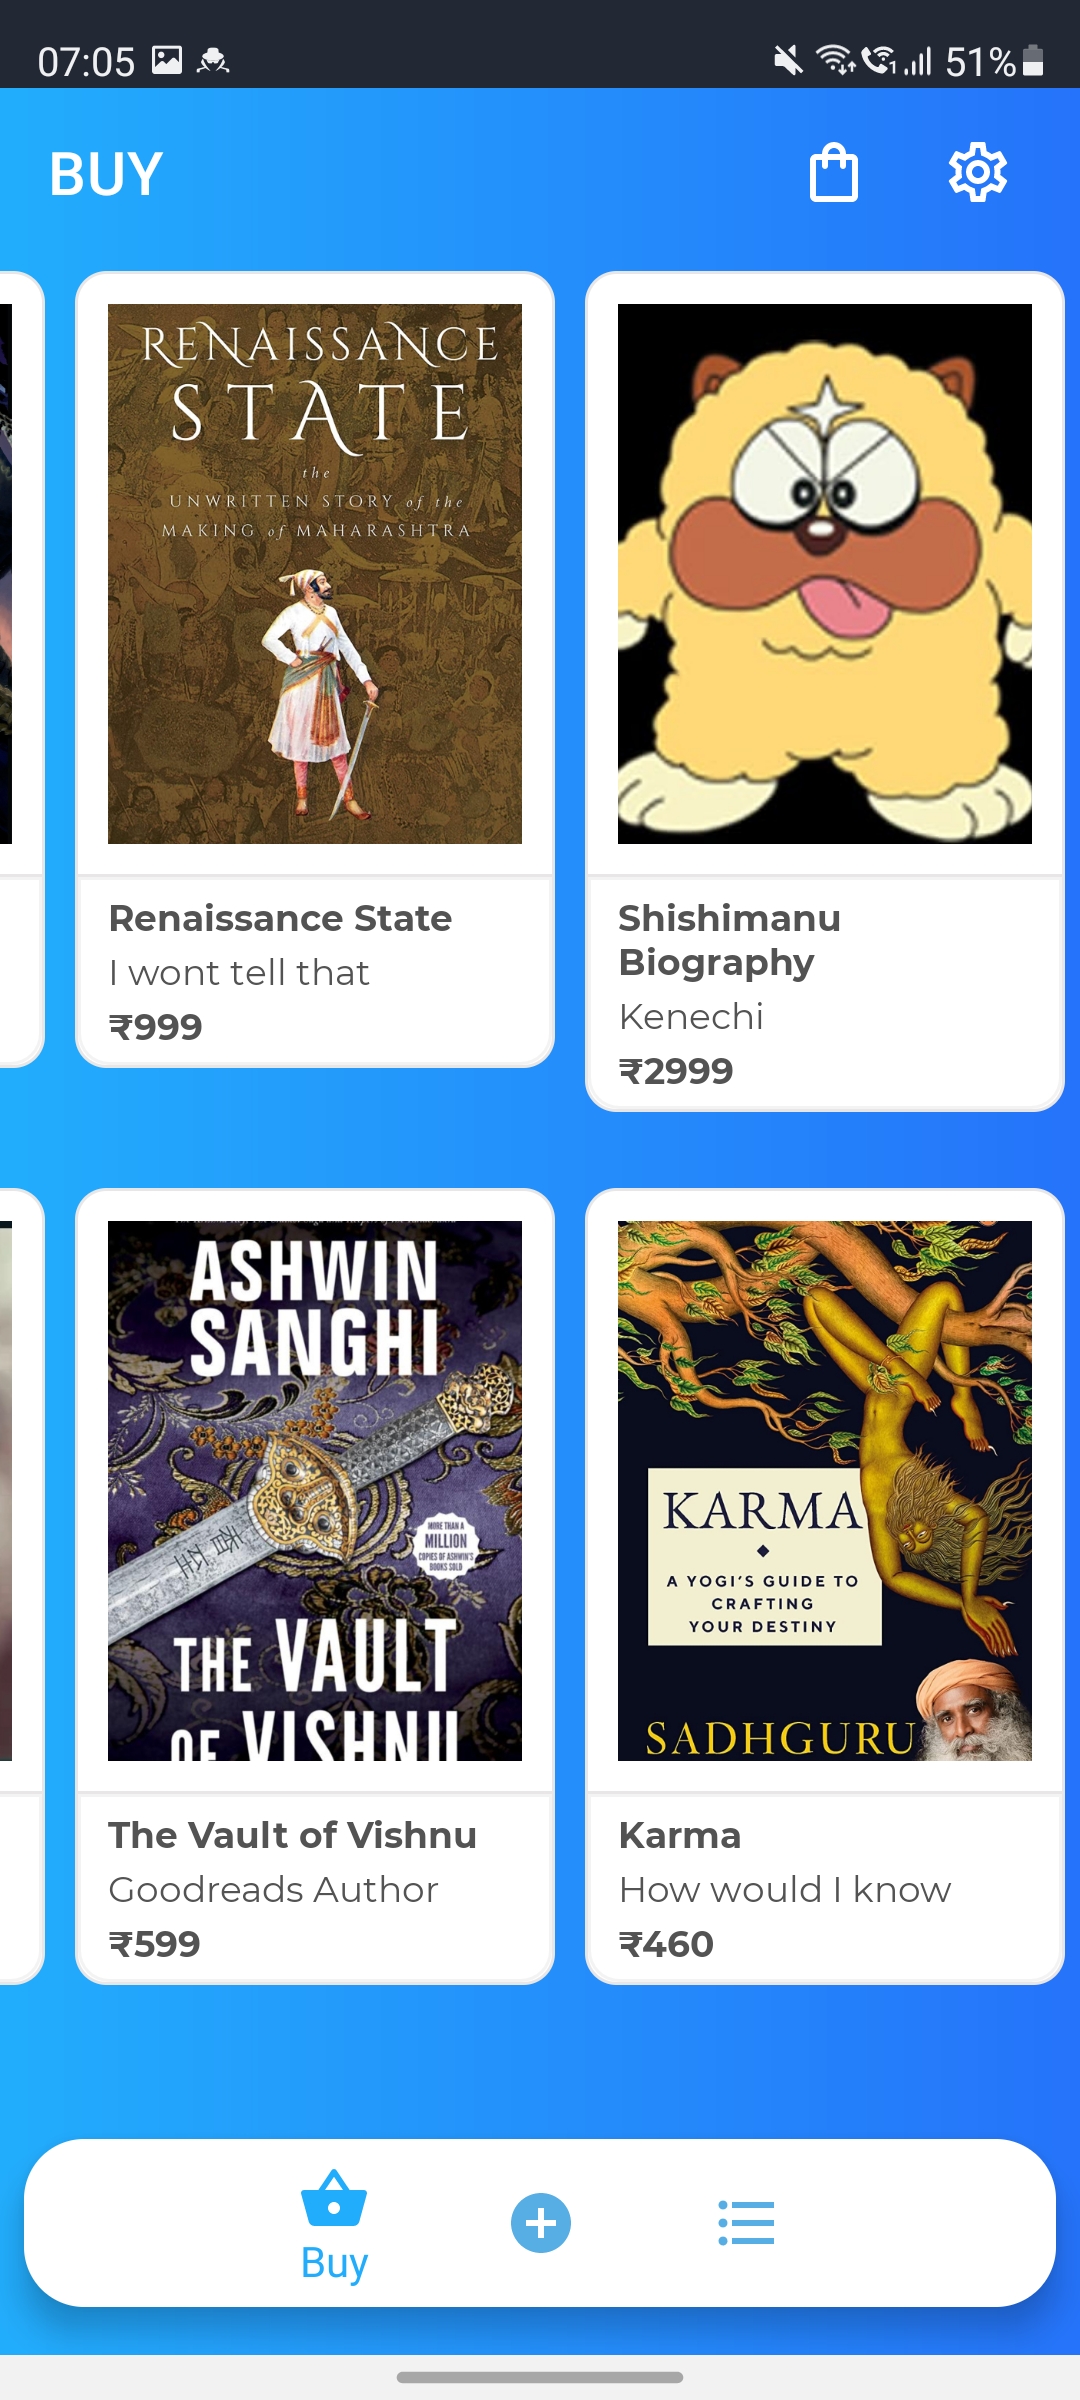 07:05
51%
BUY
RENAISSANCE
STATE
the
UNWRITTEN STORY of the
MAKING of MAHARASHTRA
Renaissance State
I wont tell that
₹999
Shishimanu
Biography
Kenechi
₹2999
ASHWIN
SANGHI
MORE THAN A
MILLION
COPIES OF ASHWIN'S
BOOKS SOLD
THE VAULT
OF VISHNU
The Vault of Vishnu
Goodreads Author
₹599
KARMA
A YOGI'S GUIDE TO
CRAFTING
YOUR DESTINY
SADHGURU
Karma
How would I know
₹460
Buy